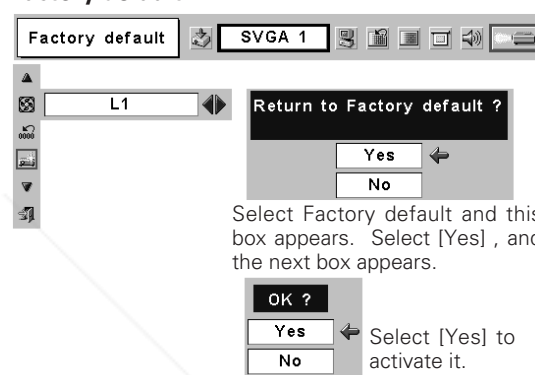 Factory default
SVGA 1
L1
0000
Return to Factory default ?
Yes
No
Select Factory default and this
box appears. Select [Yes] , and
the next box appears.
OK ?
Yes
No
Select [Yes] to
activate it.